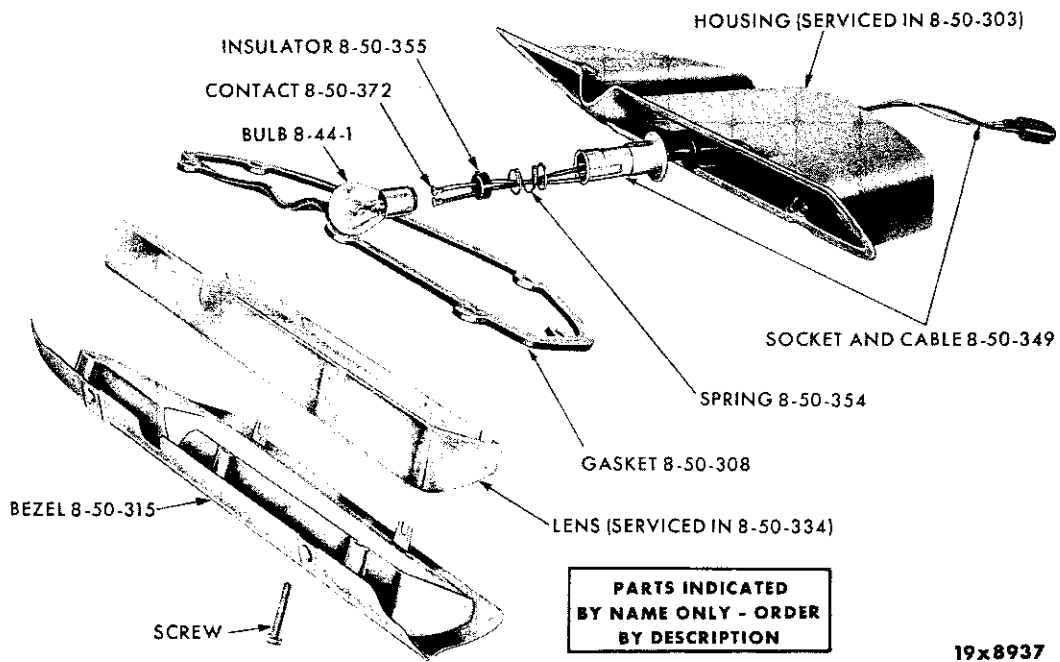 HOUSING (SERVICED IN 8-50-303)
INSULATOR 8-50-355
CONTACT 8-50-372
BULB 8-44-1
SOCKET AND CABLE 8-50-349
SPRING 8-50-354
GASKET 8-50-308
BEZEL 8-50-315
LENS (SERVICED IN 8-50-334)
PARTS INDICATED
BY NAME ONLY - ORDER
BY DESCRIPTION
SCREW
19x8937